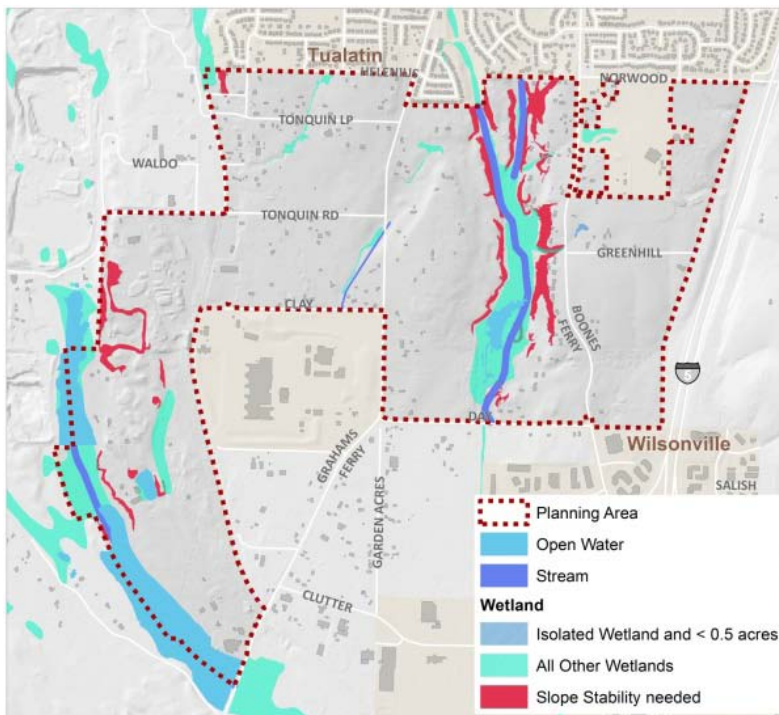 Tualatin
HELENIUS
NORWOOD
TONQUIN LP
WALDO
TONQUIN RD
GREENHILL
CLAY
BOONES
FERRY
5
DAY
GRAHAMS
FERRY
Wilsonville
GARDEN ACRES
SALISH
CLUTTER
Planning Area
Open Water
Stream
Wetland
Isolated Wetland and < 0.5 acres
All Other Wetlands
Slope Stability needed